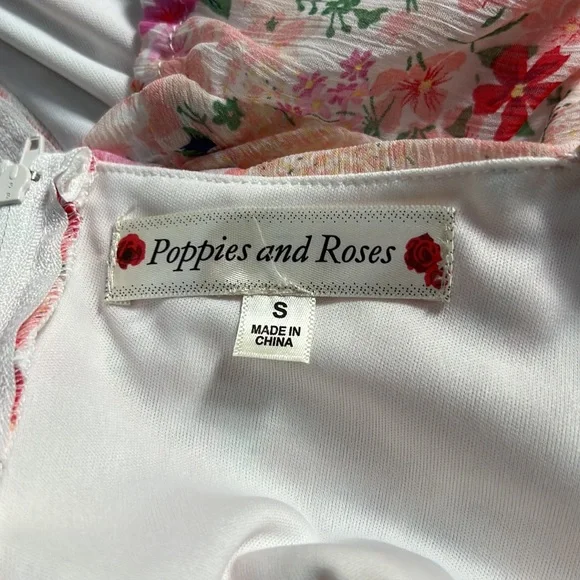 Poppies and Roses
S
MADE IN
CHINA